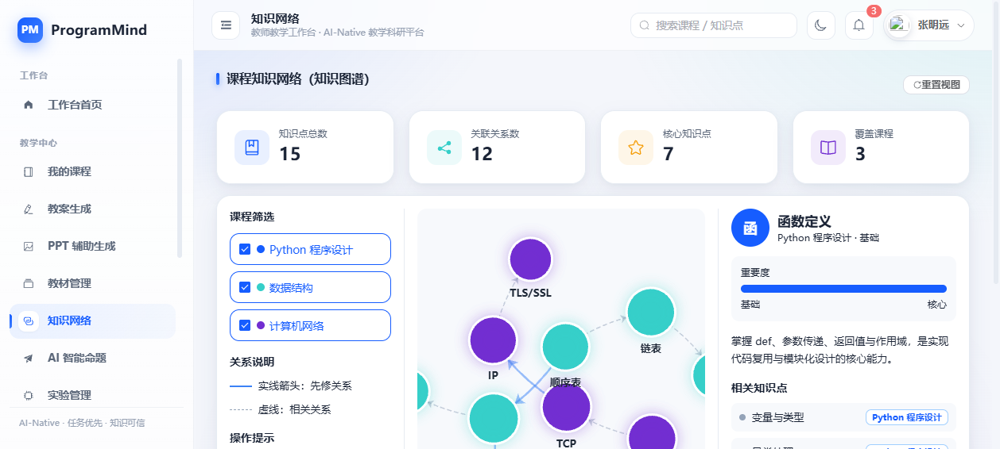 PM ProgramMind
工作台
工作台首页
教学中心
我的课程
教案生成
PPT 辅助生成
教材管理
知识网络
AI 智能命题
实验管理
AI-Native · 任务优先 · 知识可信
知识网络
教师教学工作台 · AI-Native 教学科研平台
搜索课程 / 知识点
3
张明远
课程知识网络（知识图谱）
重置视图
知识点总数
15
关联关系数
12
核心知识点
7
覆盖课程
3
课程筛选
Python 程序设计
数据结构
计算机网络
关系说明
实线箭头：先修关系
虚线：相关关系
操作提示
TLS/SSL
链表
IP
顺序表
TCP
函
函数定义
Python 程序设计 · 基础
重要度
基础
核心
掌握 def、参数传递、返回值与作用域，是实现
代码复用与模块化设计的核心能力。
相关知识点
变量与类型
Python 程序设计